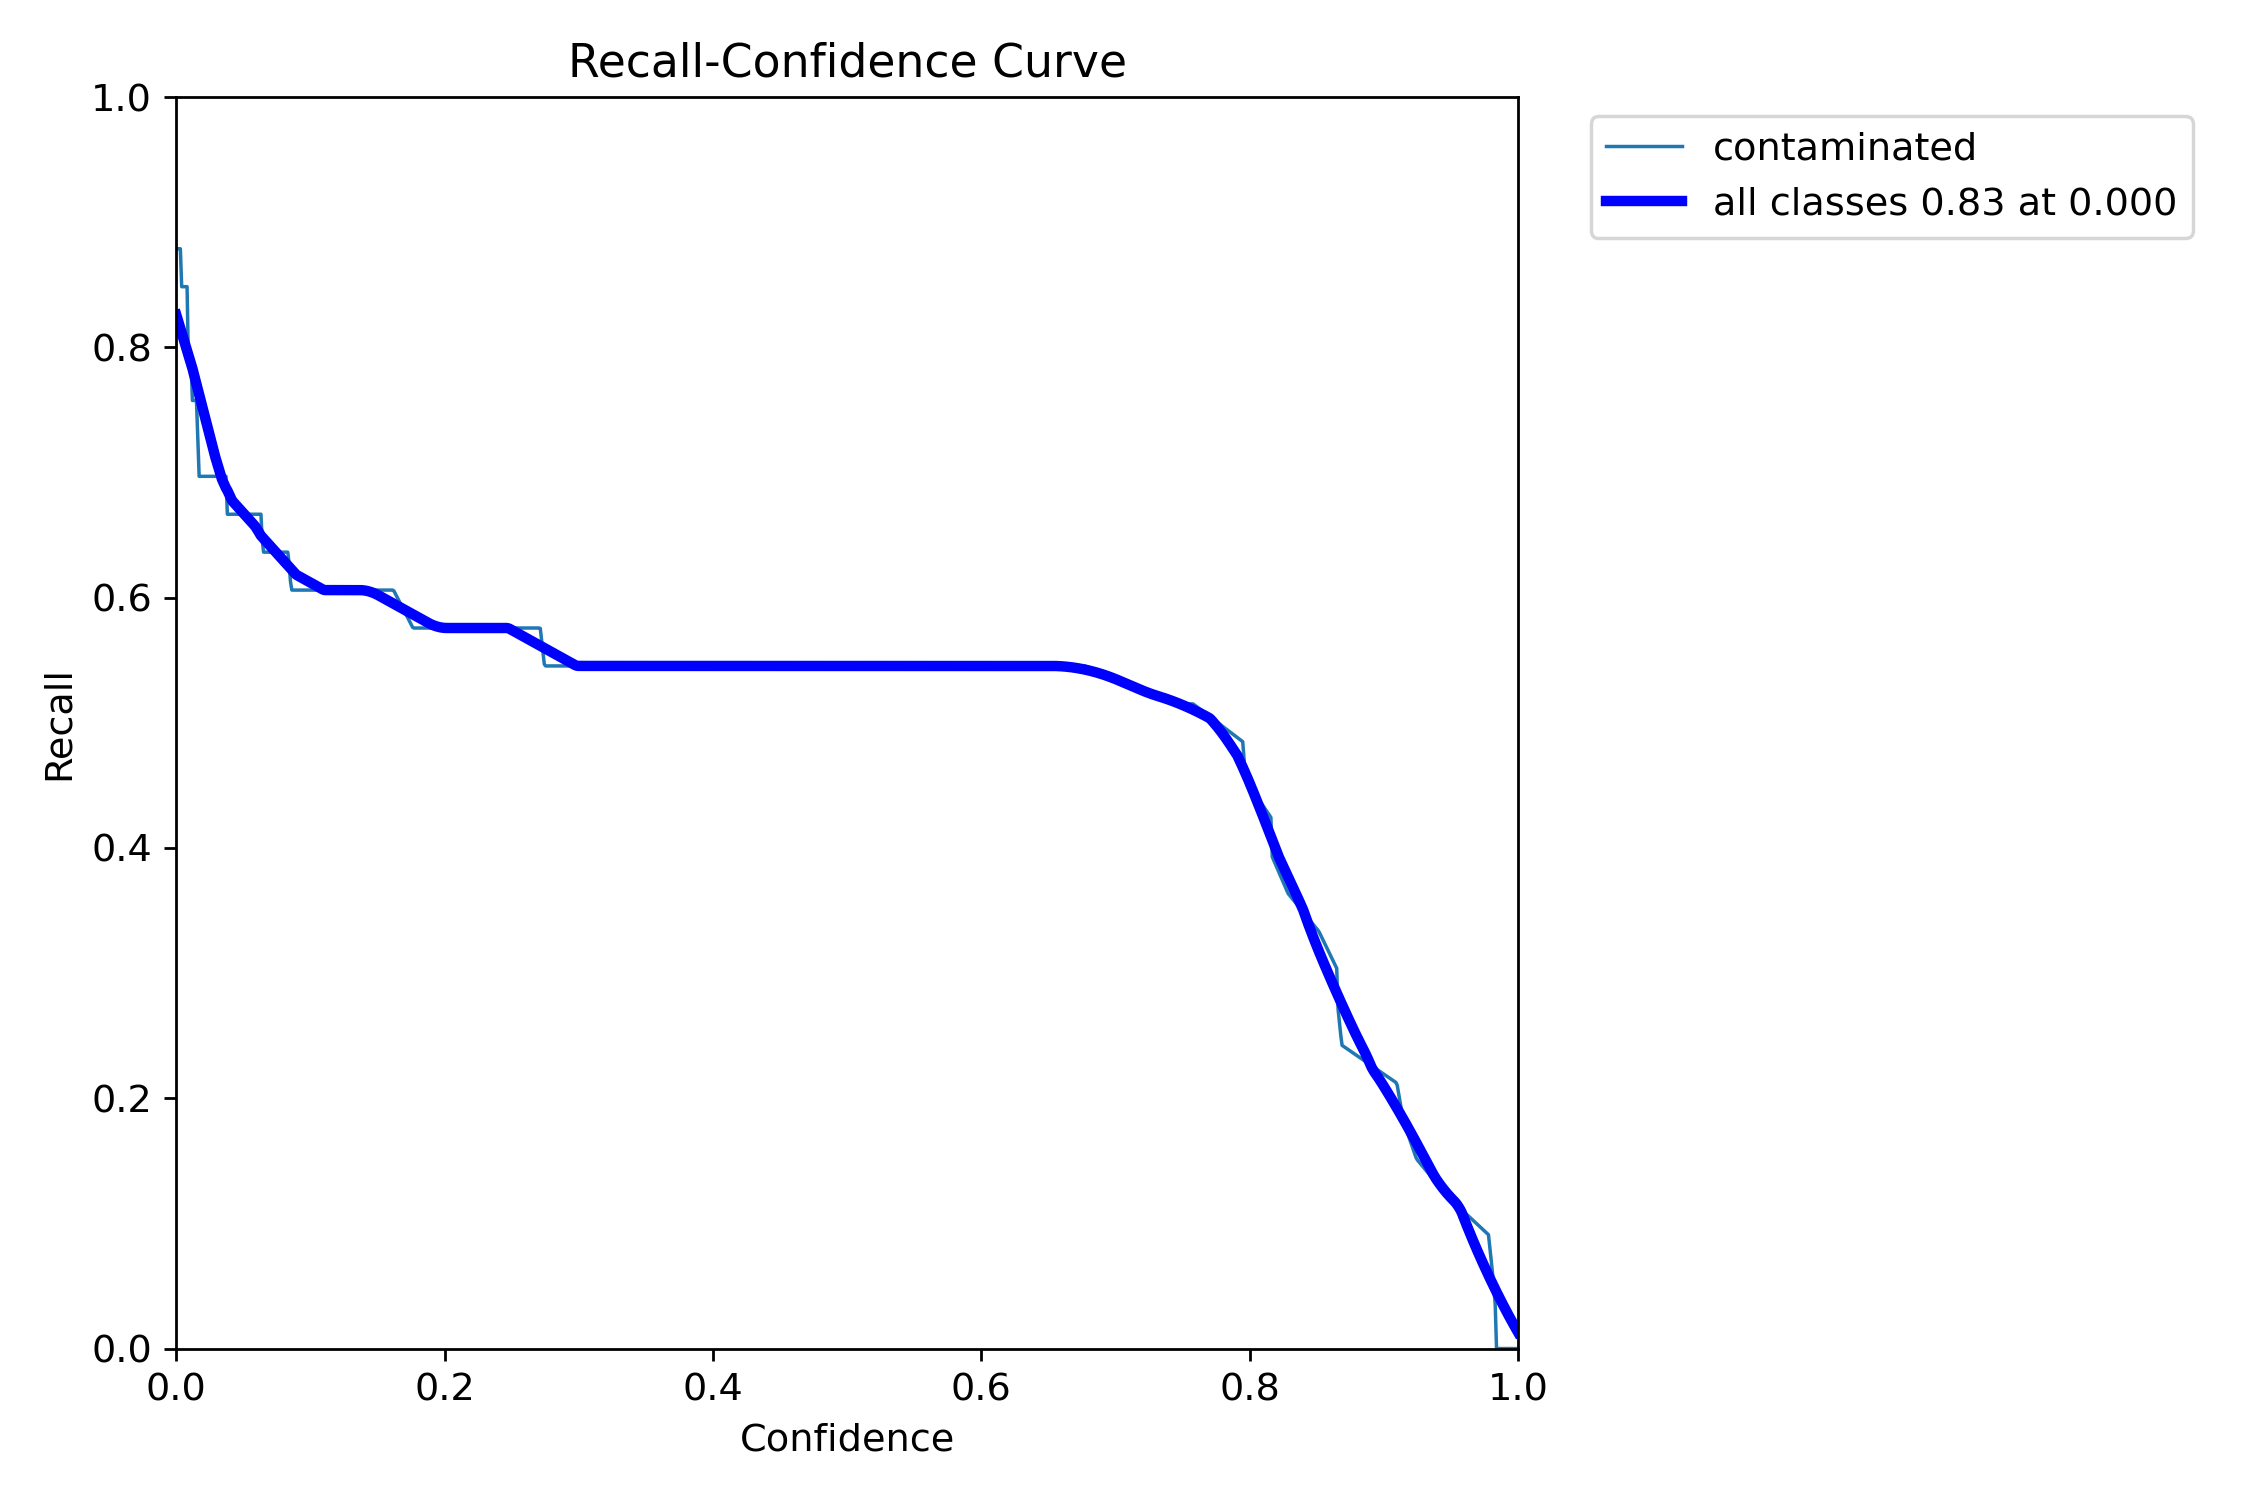 Recall-Confidence Curve
contaminated
all classes 0.83 at 0.000
1.0
0.8
0.6
0.4
0.2
0.0
Recall
0.0 0.2 0.4 0.6 0.8 1.0
Confidence